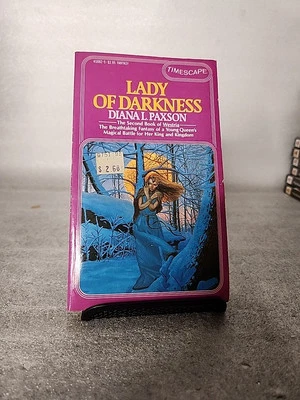 TIMESCAPE
LADY
OF DARKNESS
DIANA L. PAXSON
The Second Book of Westria
The Breathtaking Fantasy of a Young Queen's
Magical Battle for Her King and Kingdom
$ 2.60